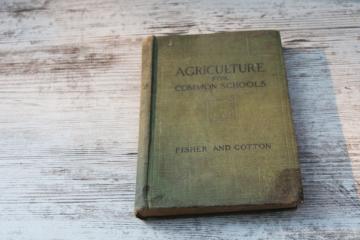 AGRICULTURE
FOR
COMMON SCHOOLS
FISHER AND COTTON